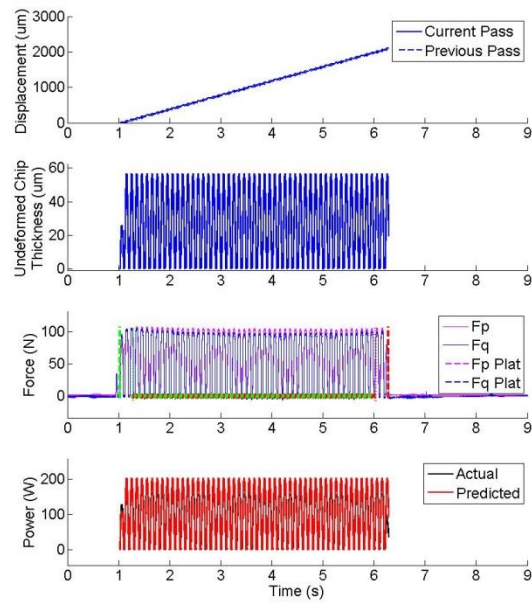 3000
2000
1000
0
Displacement (um)
Current Pass
Previous Pass
0 1 2 3 4 5 6 7 8 9
60
40
20
0
Undeformed Chip
Thickness (um)
0 1 2 3 4 5 6 7 8 9
100
50
0
Force (N)
Fp
Fq
Fp Plat
Fq Plat
0 1 2 3 4 5 6 7 8 9
200
100
0
Power (W)
Actual
Predicted
0 1 2 3 4 5 6 7 8 9
Time (s)